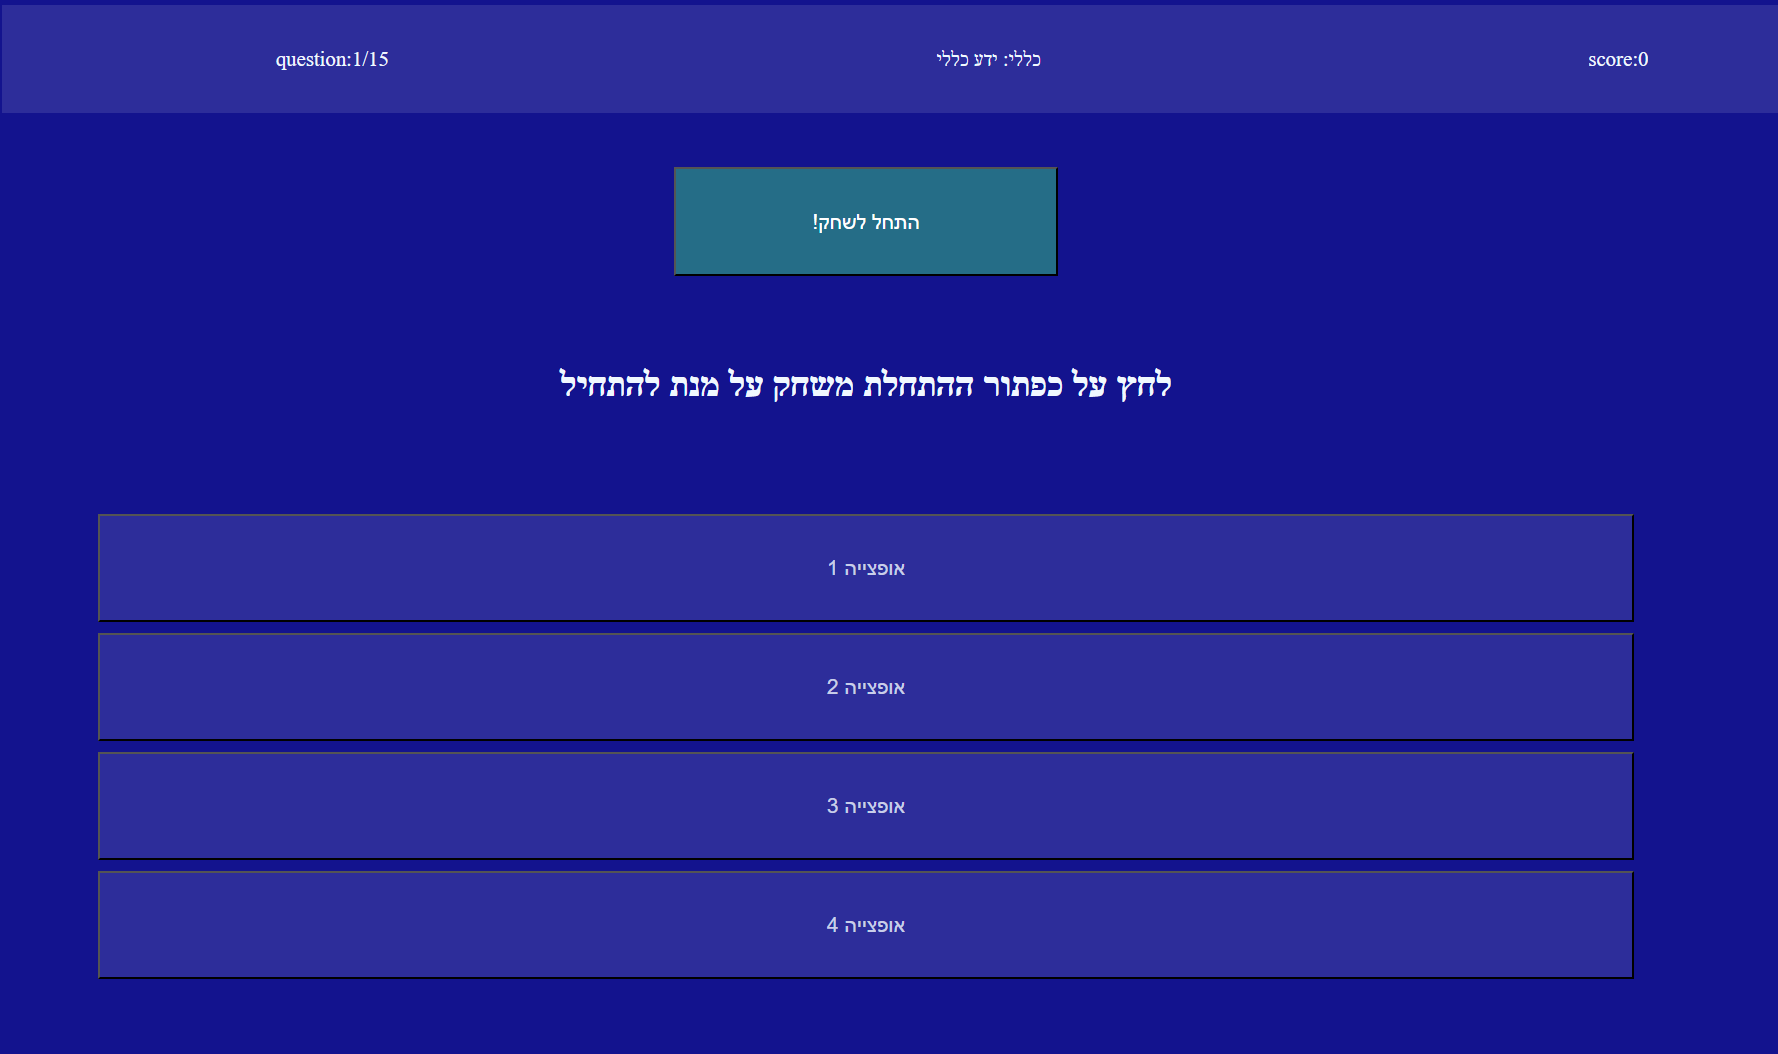 question:1/15
כללי: ידע כללי
score:0
התחל לשחק!
לחץ על כפתור ההתחלת משחק על מנת להתחיל
אופצייה 1
אופצייה 2
אופצייה 3
אופצייה 4